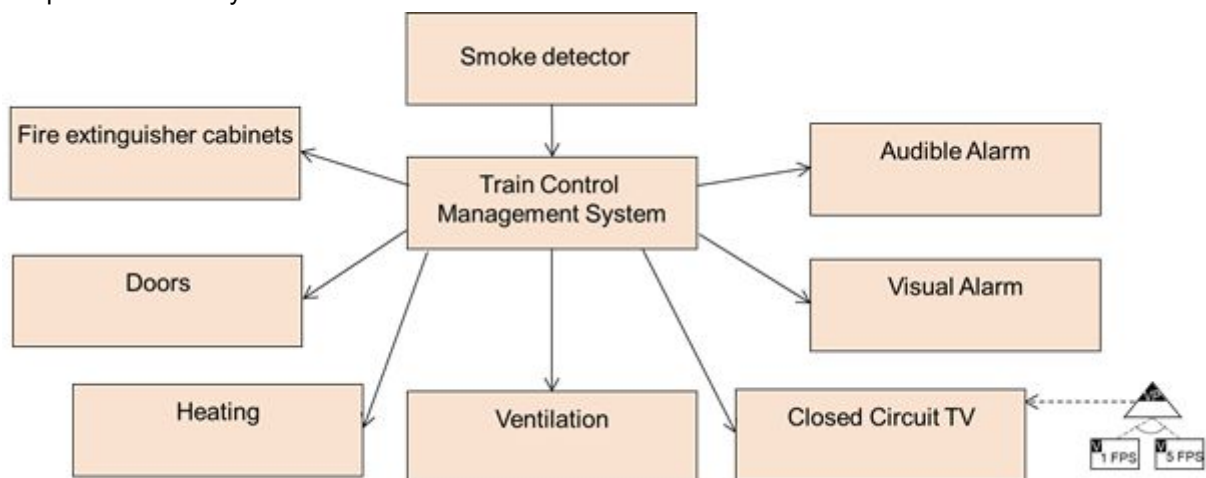 Smoke detector
Fire extinguisher cabinets
Audible Alarm
Train Control
Management System
Doors
Visual Alarm
Heating
Ventilation
Closed Circuit TV
V
1 FPS
V
5 FPS